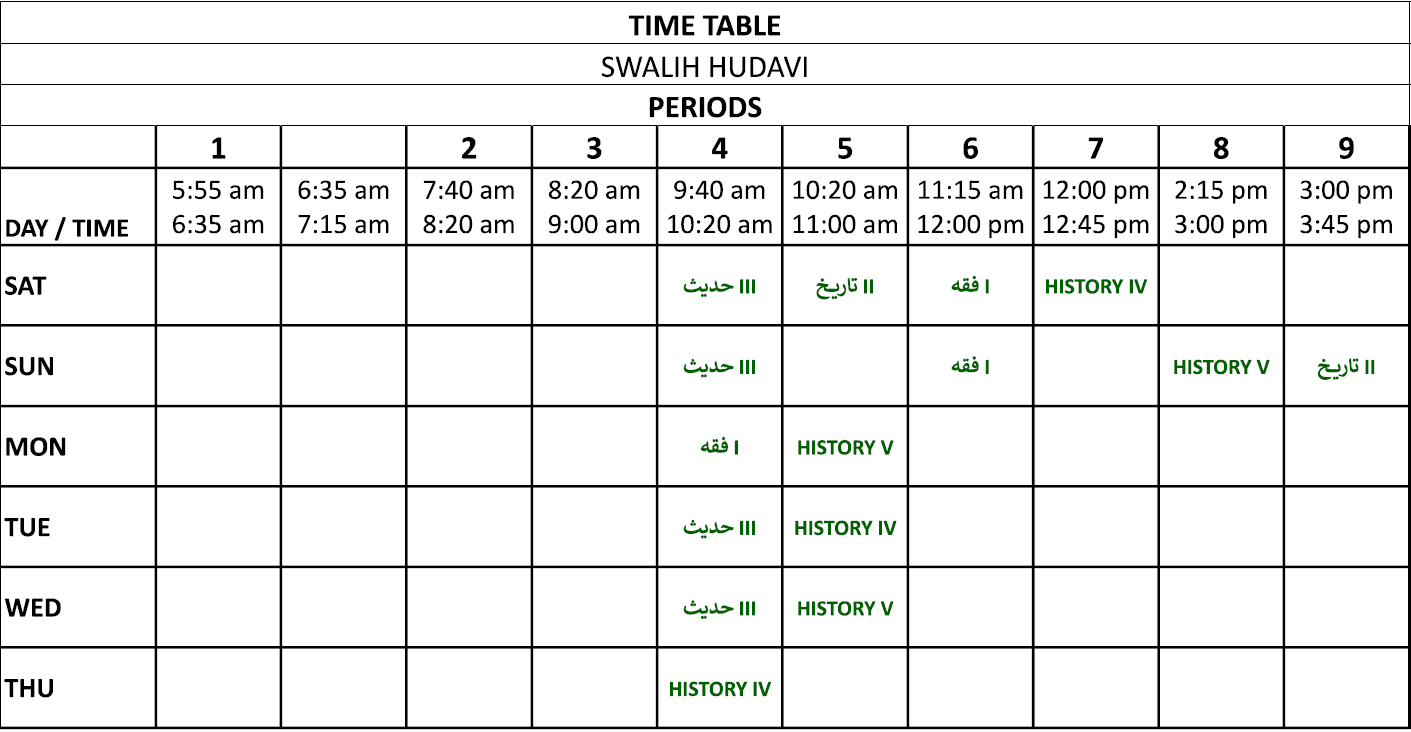 TIME TABLE
SWALIH HUDAVI
PERIODS
1 2 3 4 5 6 7 8 9
5:55 am 6:35 am 7:40 am 8:20 am 9:40 am 10:20 am 11:15 am 12:00 pm 2:15 pm 3:00 pm
DAY / TIME 6:35 am 7:15 am 8:20 am 9:00 am 10:20 am 11:00 am 12:00 pm 12:45 pm 3:00 pm 3:45 pm
SAT حديث III تاريخ II فقه I HISTORY IV
SUN حديث III فقه I HISTORY V تاريخ II
MON فقه I HISTORY V
TUE حديث III HISTORY IV
WED حديث III HISTORY V
THU HISTORY IV